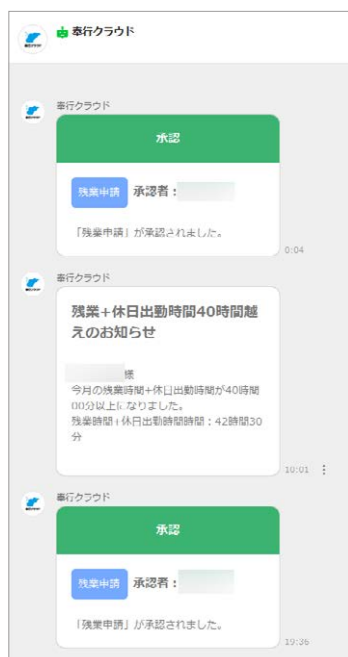 奉行クラウド
奉行クラウド
承認
残業申請 承認者：
「残業申請」が承認されました。
0:04
奉行クラウド
残業+休日出勤時間40時間越
えのお知らせ
様
今月の残業時間+休日出勤時間が40時間
00分以上になりました。
残業時間+休日出勤時間時間：42時間30
分
10:01
奉行クラウド
承認
残業申請 承認者：
「残業申請」が承認されました。
19:36